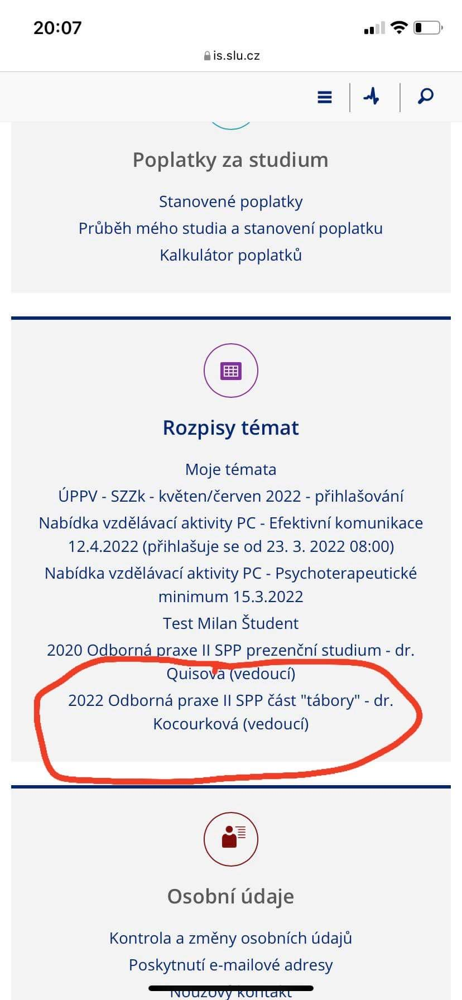 20:07
is.slu.cz
Poplatky za studium
Stanovené poplatky
Průběh mého studia a stanovení poplatku
Kalkulátor poplatků
Rozpisy témat
Moje témata
ÚPPV - SZZk - květen/červen 2022 - přihlašování
Nabídka vzdělávací aktivity PC - Efektivní komunikace
12.4.2022 (přihlašuje se od 23. 3. 2022 08:00)
Nabídka vzdělávací aktivity PC - Psychoterapeutické
minimum 15.3.2022
Test Milan Študent
2020 Odborná praxe II SPP prezenční studium - dr.
Quisová (vedoucí)
2022 Odborná praxe II SPP část "tábory" - dr.
Kocourková (vedoucí)
Osobní údaje
Kontrola a změny osobních údajů
Poskytnutí e-mailové adresy
Nouzový kontakt